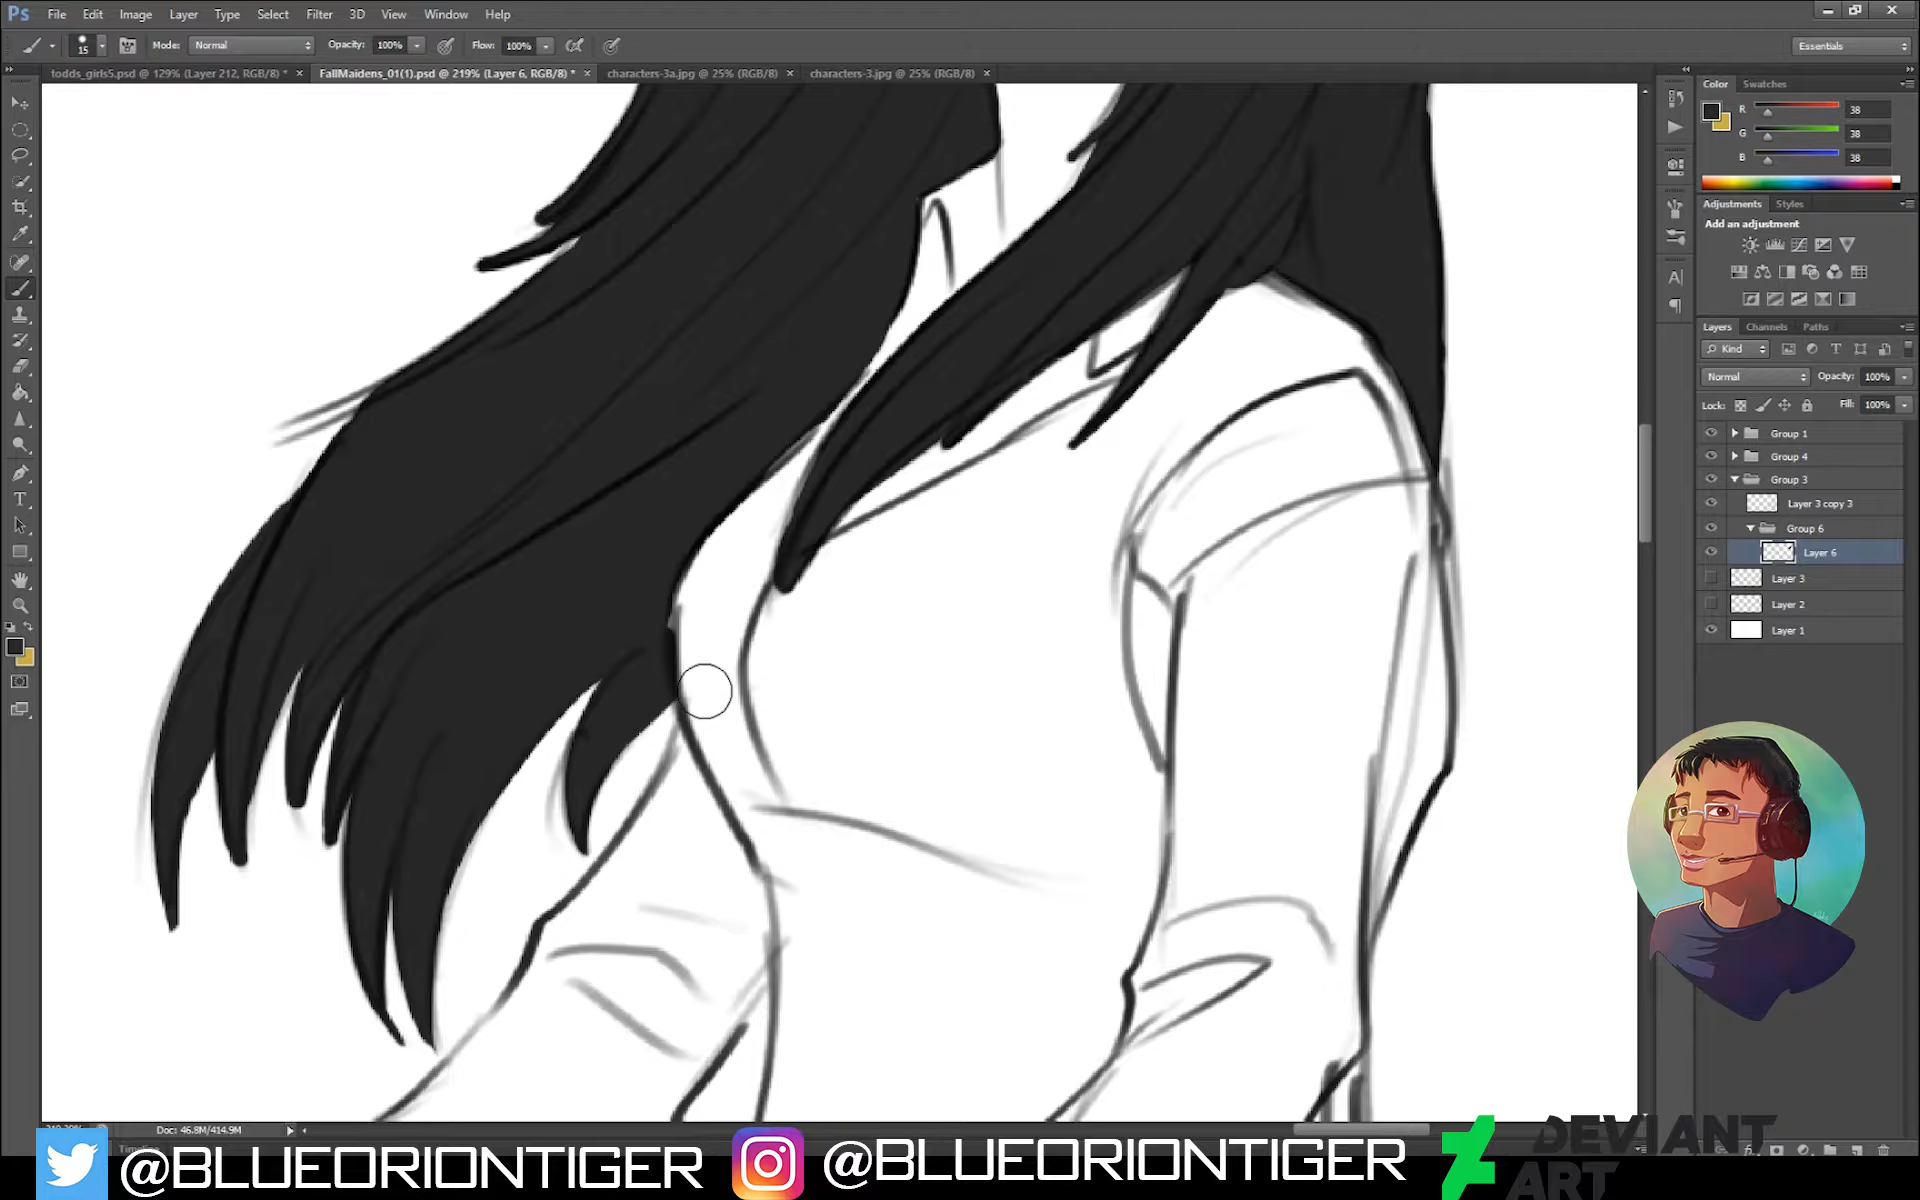 Ps File Edit Image Layer Type Select Filter 3D View Window Help
15 Mode: Normal Opacity: 100% Flow: 100% Essentials
todds_girls5.psd @ 129% (Layer 212, RGB/8) * × FallMaidens_01(1).psd @ 219% (Layer 6, RGB/8) * × characters-3a.jpg @ 25% (RGB/8) × characters-3.jpg @ 25% (RGB/8) ×
Color Swatches
R 38
G 38
B 38
Adjustments Styles
Add an adjustment
Layers Channels Paths
Kind
Normal Opacity: 100%
Lock: Fill: 100%
Group 1
Group 4
Group 3
Layer 3 copy 3
Group 6
Layer 6
Layer 3
Layer 2
Layer 1
Doc: 46.8M/414.9M
@BLUEORIONTIGER @BLUEORIONTIGER DEVIANT
ART